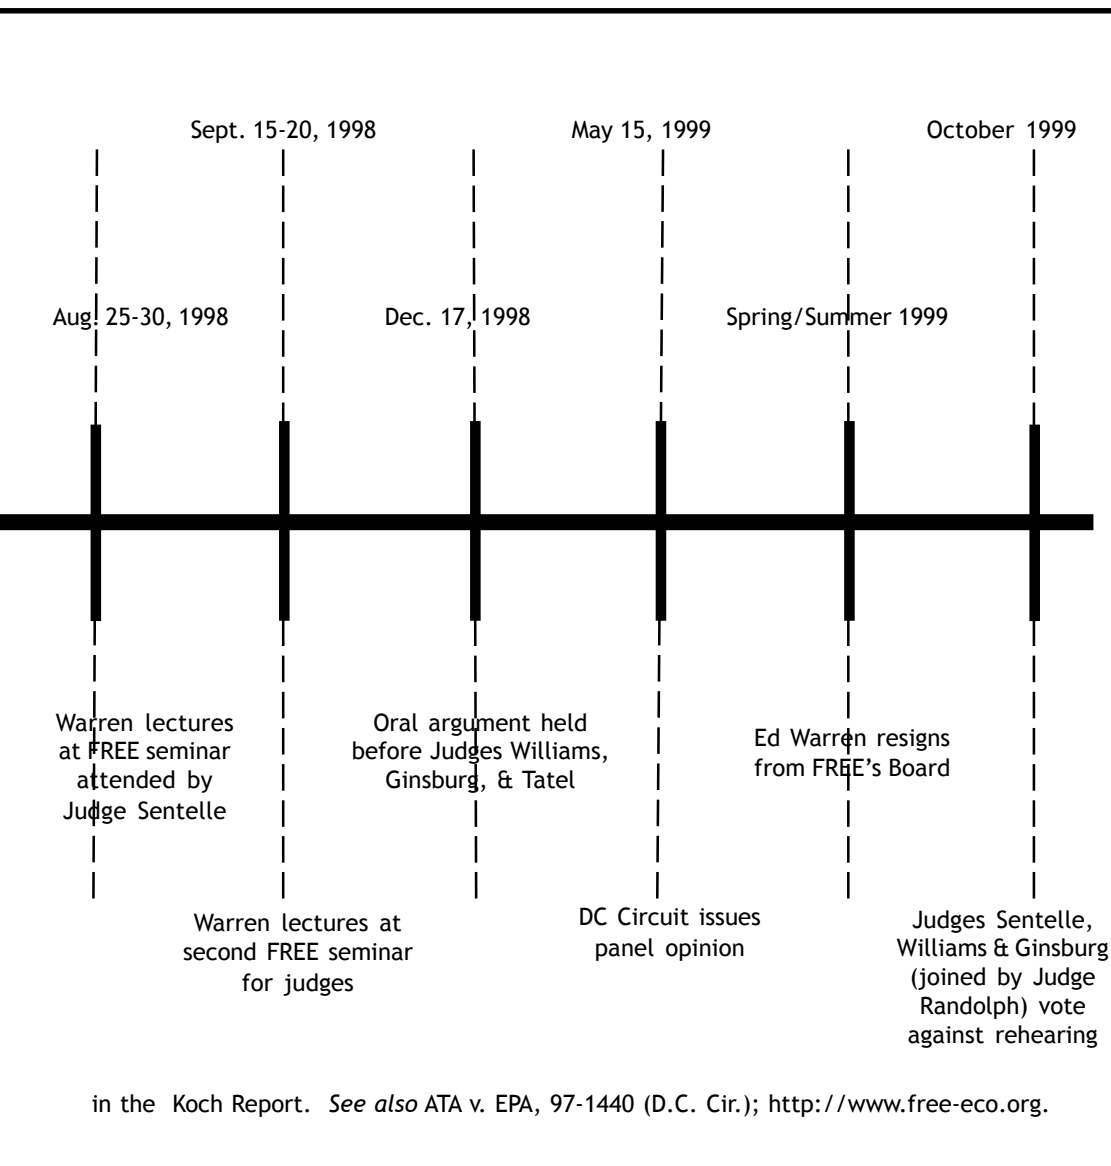 Sept. 15-20, 1998
May 15, 1999
October 1999
Aug. 25-30, 1998
Dec. 17, 1998
Spring/Summer 1999
Warren lectures
at FREE seminar
attended by
Judge Sentelle
Oral argument held
before Judges Williams,
Ginsburg, & Tatel
Ed Warren resigns
from FREE’s Board
Warren lectures at
second FREE seminar
for judges
DC Circuit issues
panel opinion
Judges Sentelle,
Williams & Ginsburg
(joined by Judge
Randolph) vote
against rehearing
in the Koch Report. See also ATA v. EPA, 97-1440 (D.C. Cir.); http://www.free-eco.org.